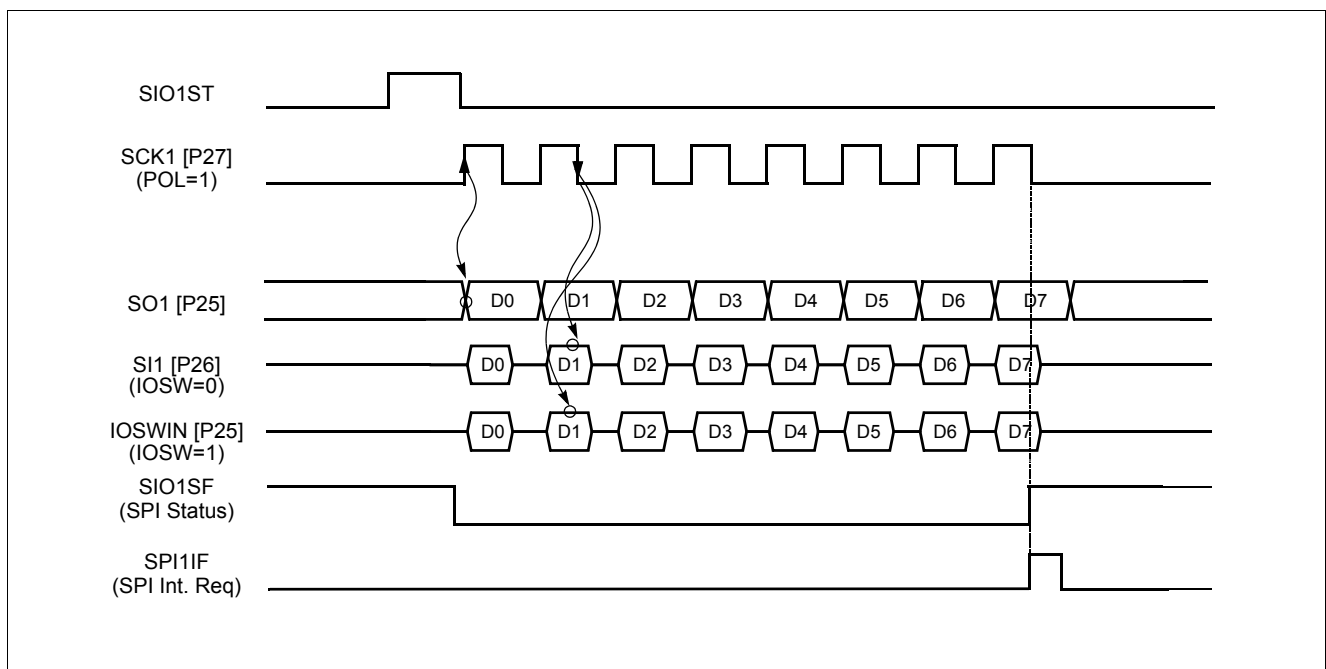 SIO1ST
SCK1 [P27]
(POL=1)
SO1 [P25]
D0 D1 D2 D3 D4 D5 D6 D7
SI1 [P26]
(IOSW=0)
D0 D1 D2 D3 D4 D5 D6 D7
IOSWIN [P25]
(IOSW=1)
D0 D1 D2 D3 D4 D5 D6 D7
SIO1SF
(SPI Status)
SPI1IF
(SPI Int. Req)